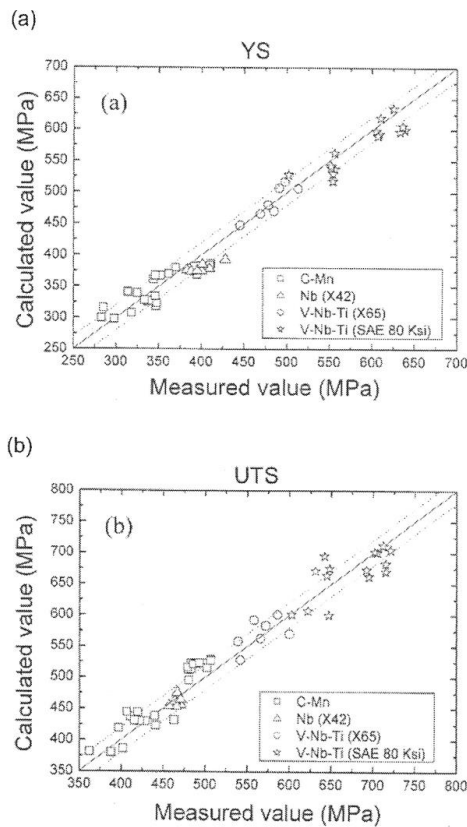 (a)
YS
(a)
Calculated value (MPa)
700
650
600
550
500
450
400
350
300
250
C-Mn
Nb (X42)
V-Nb-Ti (X65)
V-Nb-Ti (SAE 80 Ksi)
250 300 350 400 450 500 550 600 650 700
Measured value (MPa)
(b)
UTS
(b)
Calculated value (MPa)
800
750
700
650
600
550
500
450
400
350
C-Mn
Nb (X42)
V-Nb-Ti (X65)
V-Nb-Ti (SAE 80 Ksi)
350 400 450 500 550 600 650 700 750 800
Measured value (MPa)